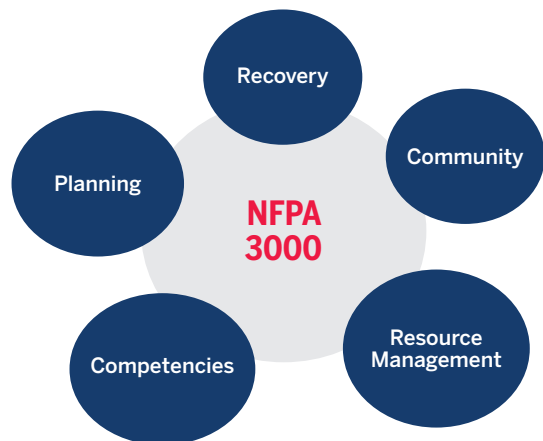 Recovery
Community
Planning
NFPA
3000
Resource
Management
Competencies